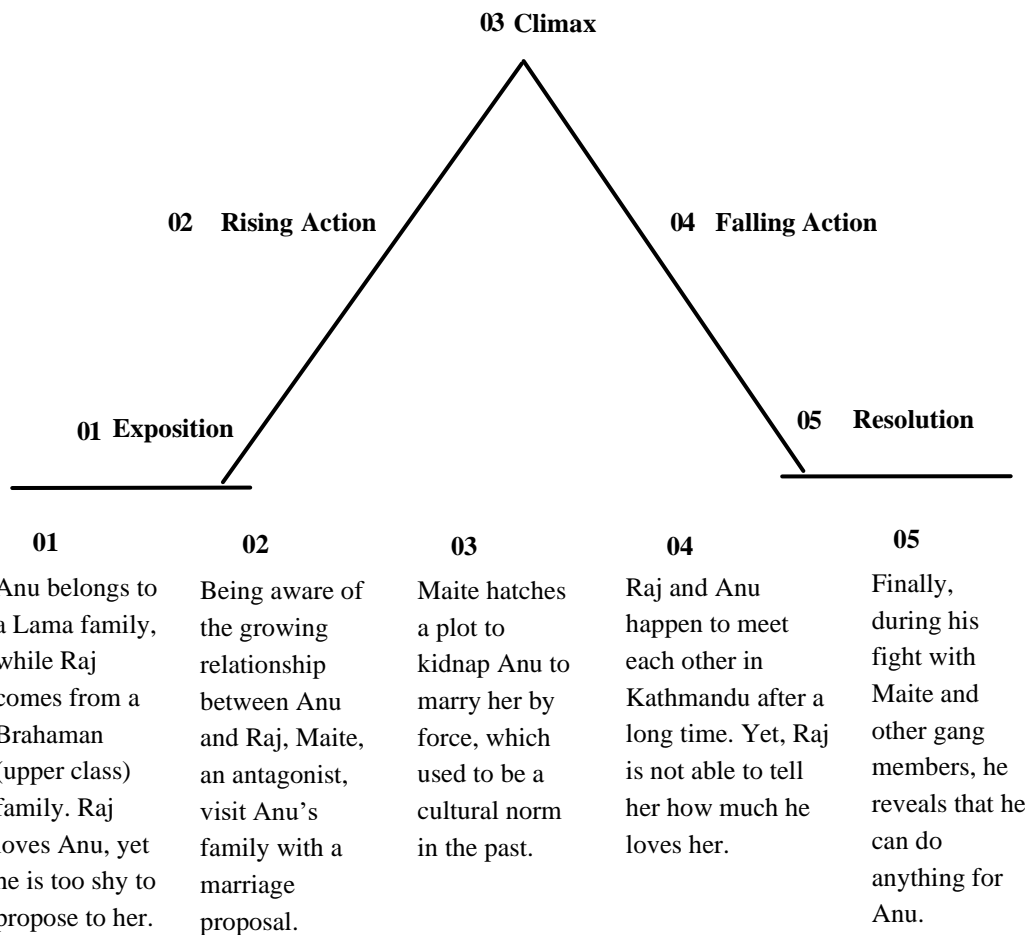 03 Climax
02 Rising Action
04 Falling Action
01 Exposition
05 Resolution
01
Anu belongs to
a Lama family,
while Raj
comes from a
Brahaman
(upper class)
family. Raj
loves Anu, yet
he is too shy to
propose to her.
02
Being aware of
the growing
relationship
between Anu
and Raj, Maite,
an antagonist,
visit Anu’s
family with a
marriage
proposal.
03
Maite hatches
a plot to
kidnap Anu to
marry her by
force, which
used to be a
cultural norm
in the past.
04
Raj and Anu
happen to meet
each other in
Kathmandu after a
long time. Yet, Raj
is not able to tell
her how much he
loves her.
05
Finally,
during his
fight with
Maite and
other gang
members, he
reveals that he
can do
anything for
Anu.